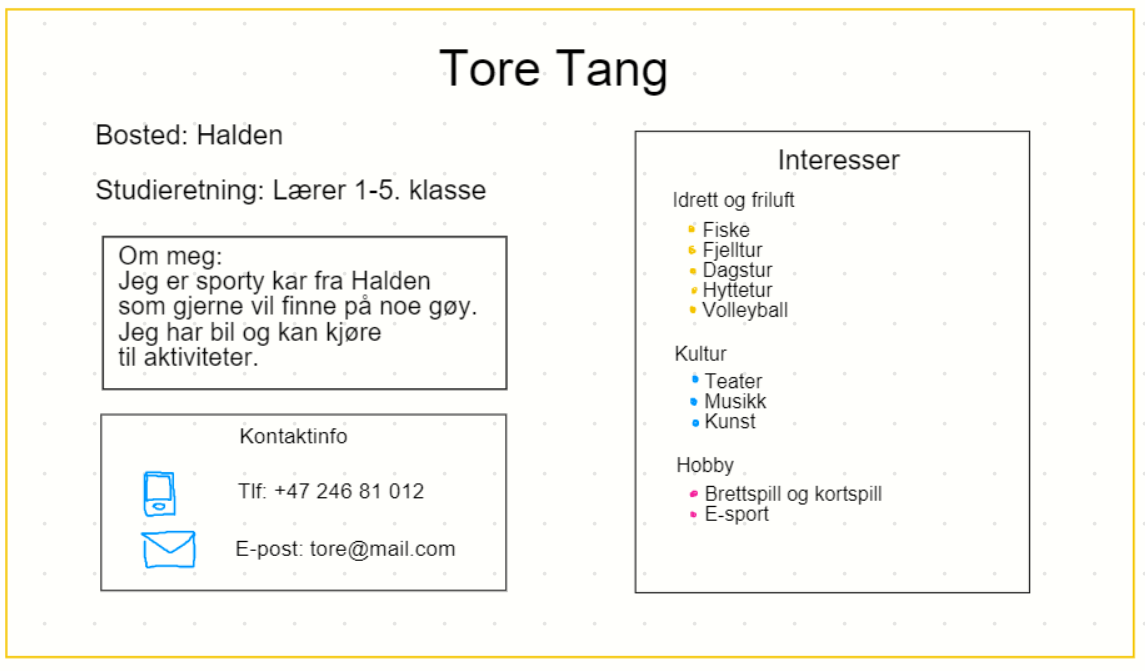 Tore Tang
Bosted: Halden
Studieretning: Lærer 1-5. klasse
Om meg:
Jeg er sporty kar fra Halden
som gjerne vil finne på noe gøy.
Jeg har bil og kan kjøre
til aktiviteter.
Kontaktinfo
Tlf: +47 246 81 012
E-post: tore@mail.com
Interesser
Idrett og friluft
Fiske
Fjelltur
Dagstur
Hyttetur
Volleyball
Kultur
Teater
Musikk
Kunst
Hobby
Brettspill og kortspill
E-sport